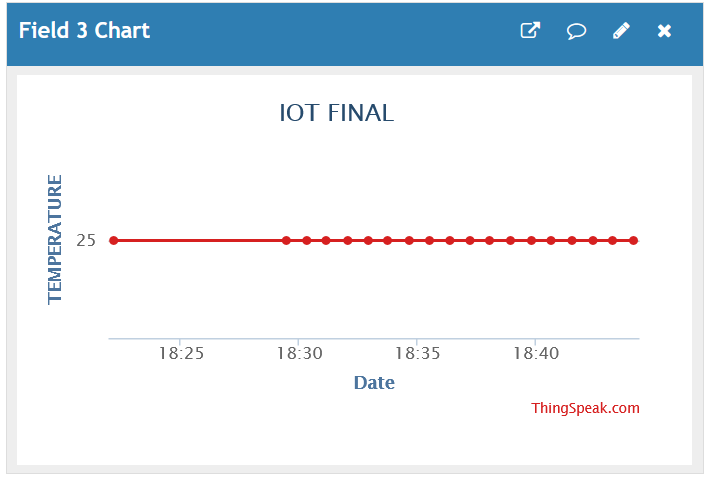 Field 3 Chart
IOT FINAL
TEMPERATURE
25
18:25 18:30 18:35 18:40
Date
ThingSpeak.com